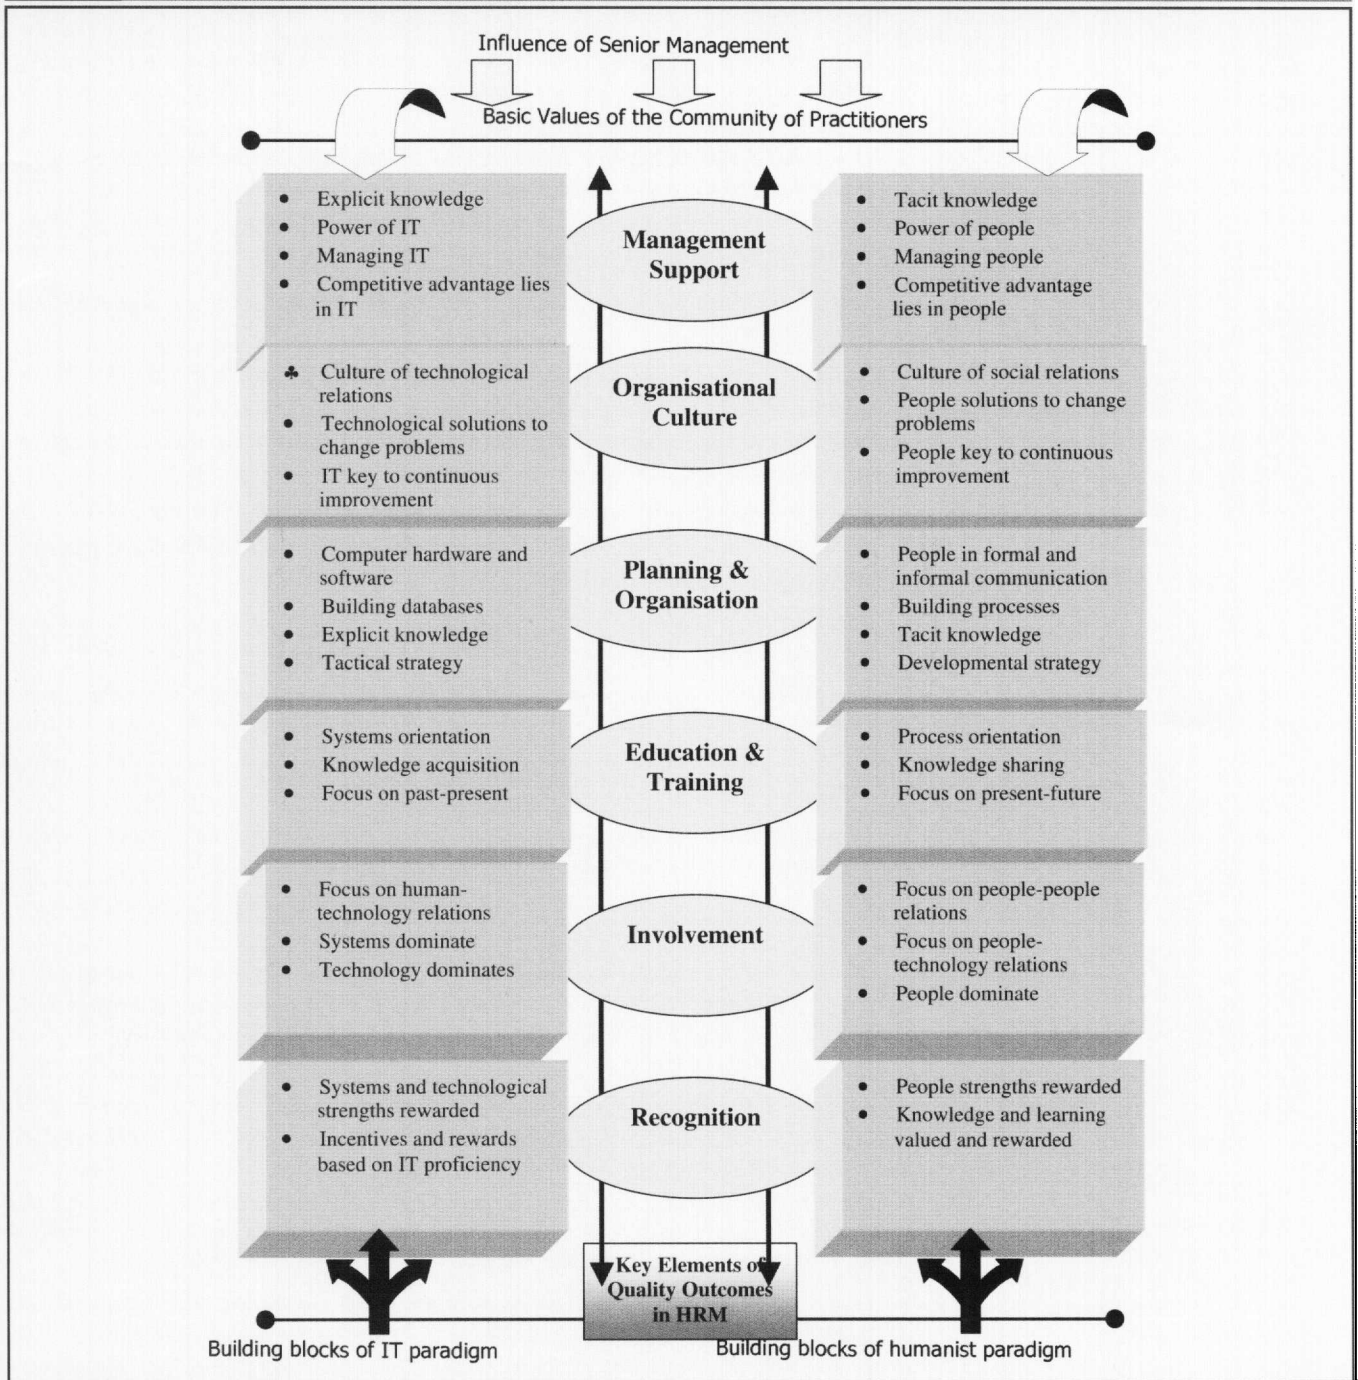 Influence of Senior Management
Basic Values of the Community of Practitioners
• Explicit knowledge
• Power of IT
• Managing IT
• Competitive advantage lies
in IT
Management
Support
• Tacit knowledge
• Power of people
• Managing people
• Competitive advantage
lies in people
♣ Culture of technological
relations
• Technological solutions to
change problems
• IT key to continuous
improvement
Organisational
Culture
• Culture of social relations
• People solutions to change
problems
• People key to continuous
improvement
• Computer hardware and
software
• Building databases
• Explicit knowledge
• Tactical strategy
Planning &
Organisation
• People in formal and
informal communication
• Building processes
• Tacit knowledge
• Developmental strategy
• Systems orientation
• Knowledge acquisition
• Focus on past-present
Education &
Training
• Process orientation
• Knowledge sharing
• Focus on present-future
• Focus on human-
technology relations
• Systems dominate
• Technology dominates
Involvement
• Focus on people-people
relations
• Focus on people-
technology relations
• People dominate
• Systems and technological
strengths rewarded
• Incentives and rewards
based on IT proficiency
Recognition
• People strengths rewarded
• Knowledge and learning
valued and rewarded
Key Elements of
Quality Outcomes
in HRM
Building blocks of IT paradigm
Building blocks of humanist paradigm